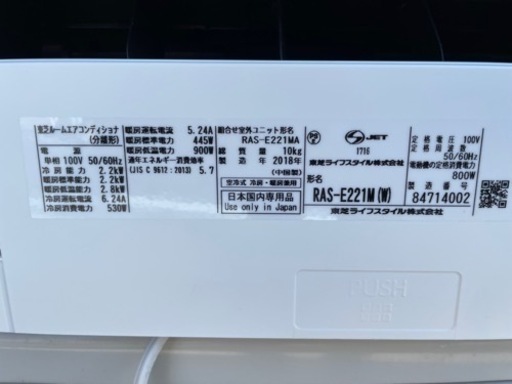 東芝ルームエアコンディショナ
(分離形)
電源
単相 100V 50/60Hz
冷房能力 2.2kW
暖房標準能力 2.2kW
暖房低温能力 2.8kW
冷房運転電流 6.24A
冷房消費電力 530W
暖房運転電流 5.24A
暖房標準電力 445W
暖房低温電力 900W
通年エネルギー消費効率
(JIS C 9612:2013) 5.7
組合せ室外ユニット形名
RAS-E221MA
総質量 10kg
製造年 2018年
(中国製)
空冷式 冷房・暖房兼用
日本国内専用品
Use only in Japan
PS E
S JET
1716
東芝ライフスタイル株式会社
形名
RAS-E221M(W)
東芝ライフスタイル株式会社
定格電圧 100V
定格周波数
50/60Hz
電動機の定格消費電力
800W
製造番号
84714002
PUSH